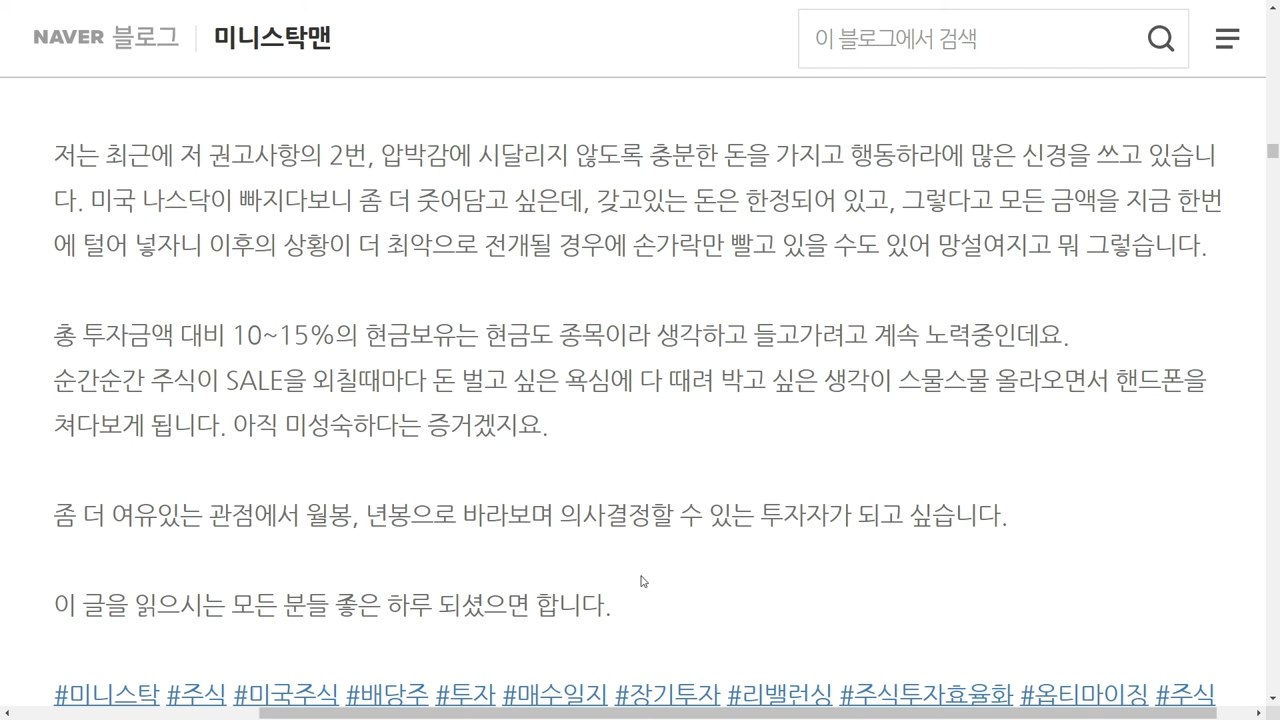 NAVER 블로그 미니스탁맨
이 블로그에서 검색
저는 최근에 저 권고사항의 2번, 압박감에 시달리지 않도록 충분한 돈을 가지고 행동하라에 많은 신경을 쓰고 있습니
다. 미국 나스닥이 빠지다보니 좀 더 줏어담고 싶은데, 갖고있는 돈은 한정되어 있고, 그렇다고 모든 금액을 지금 한번
에 털어 넣자니 이후의 상황이 더 최악으로 전개될 경우에 손가락만 빨고 있을 수도 있어 망설여지고 뭐 그렇습니다.
총 투자금액 대비 10~15%의 현금보유는 현금도 종목이라 생각하고 들고가려고 계속 노력중인데요.
순간순간 주식이 SALE을 외칠때마다 돈 벌고 싶은 욕심에 다 때려 박고 싶은 생각이 스물스물 올라오면서 핸드폰을
쳐다보게 됩니다. 아직 미성숙하다는 증거겠지요.
좀 더 여유있는 관점에서 월봉, 년봉으로 바라보며 의사결정할 수 있는 투자자가 되고 싶습니다.
이 글을 읽으시는 모든 분들 좋은 하루 되셨으면 합니다.
#미니스탁 #주식 #미국주식 #배당주 #투자 #매수일지 #장기투자 #리밸런싱 #주식투자효율화 #옵티마이징 #주식